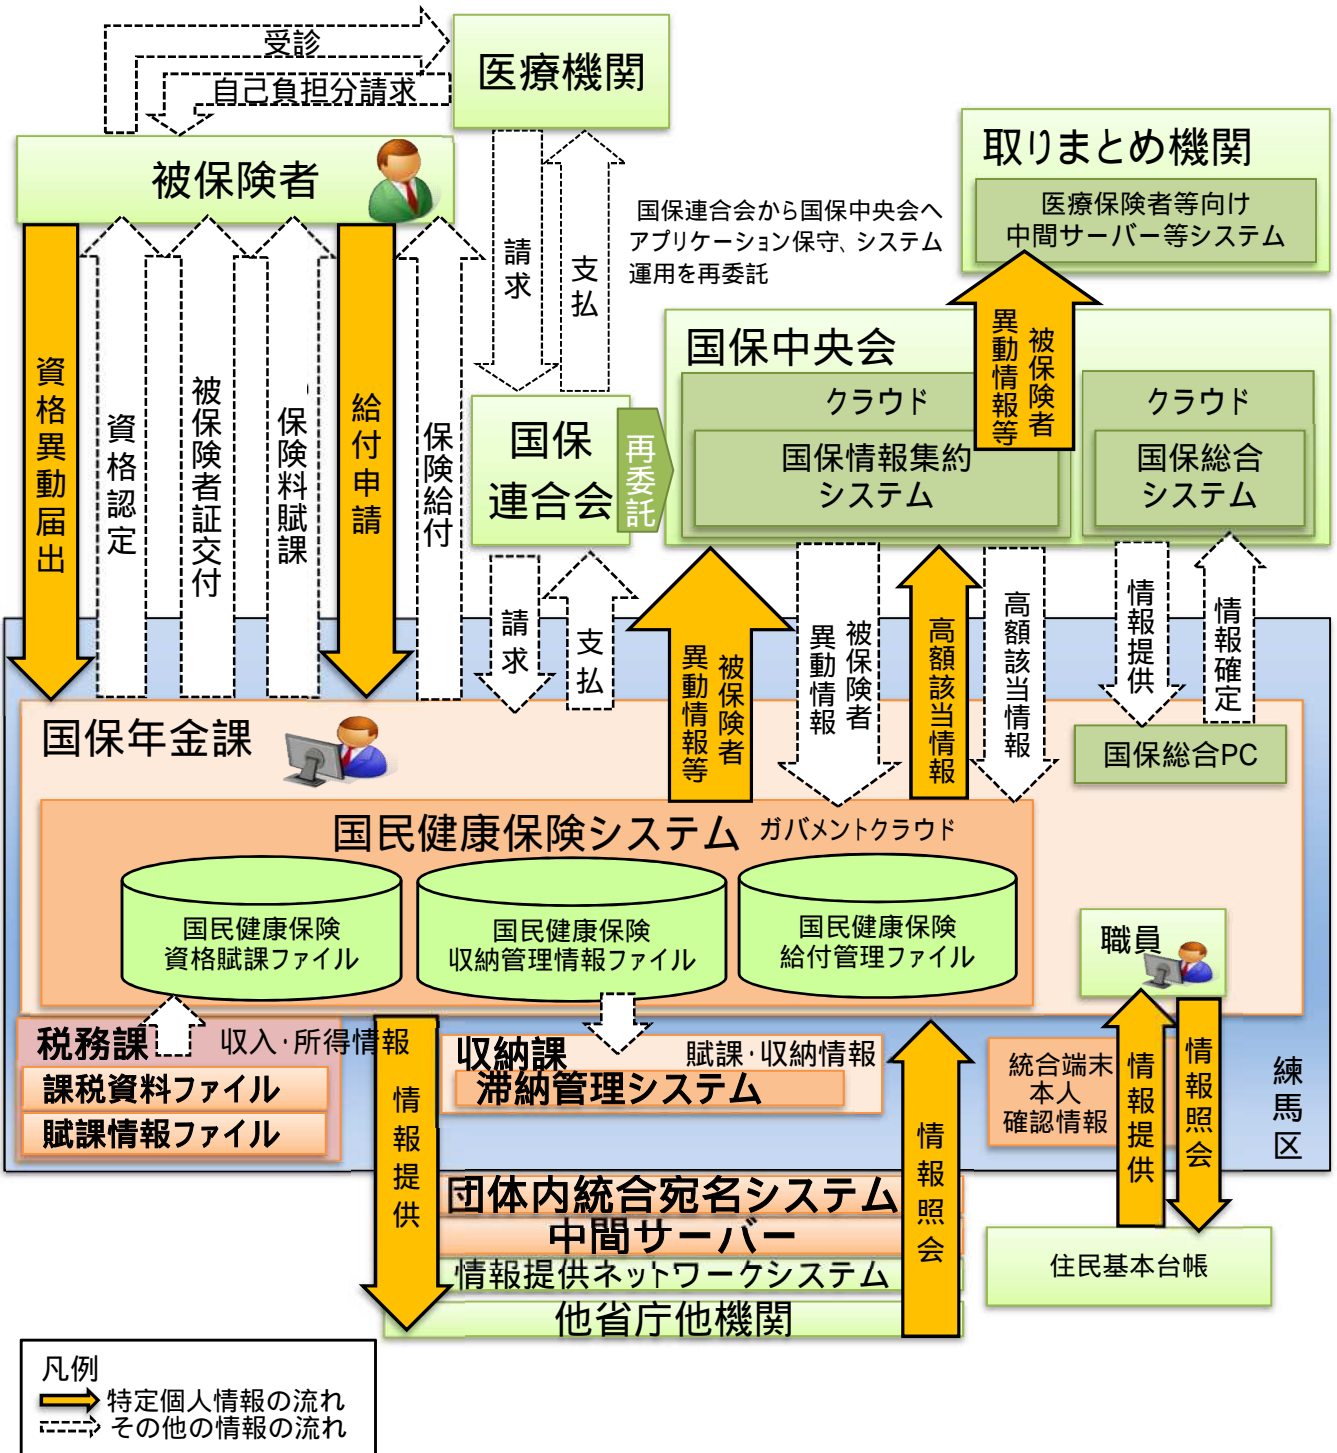 受診
医療機関
自己負担分請求
被保険者
取りまとめ機関
医療保険者等向け
中間サーバー等システム
国保連合会から国保中央会へ
アプリケーション保守、システム
運用を再委託
請求
支払
国保中央会
被保険者
異動情報等
クラウド
国保情報集約
システム
クラウド
国保総合
システム
国保
連合会
再委託
資格異動届出
資格認定
被保険者証交付
保険料賦課
給付申請
保険給付
請求
支払
被保険者
異動情報等
被保険者
異動情報
高額該当情報
高額該当情報
情報提供
情報確定
国保年金課
国保総合PC
国民健康保険システム ガバメントクラウド
国民健康保険
資格賦課ファイル
国民健康保険
収納管理情報ファイル
国民健康保険
給付管理ファイル
職員
税務課
収入・所得情報
課税資料ファイル
賦課情報ファイル
収納課
賦課・収納情報
滞納管理システム
統合端末
本人
確認情報
情報提供
情報照会
練馬区
情報提供
情報照会
団体内統合宛名システム
中間サーバー
情報提供ネットワークシステム
他省庁他機関
住民基本台帳
凡例
特定個人情報の流れ
その他の情報の流れ